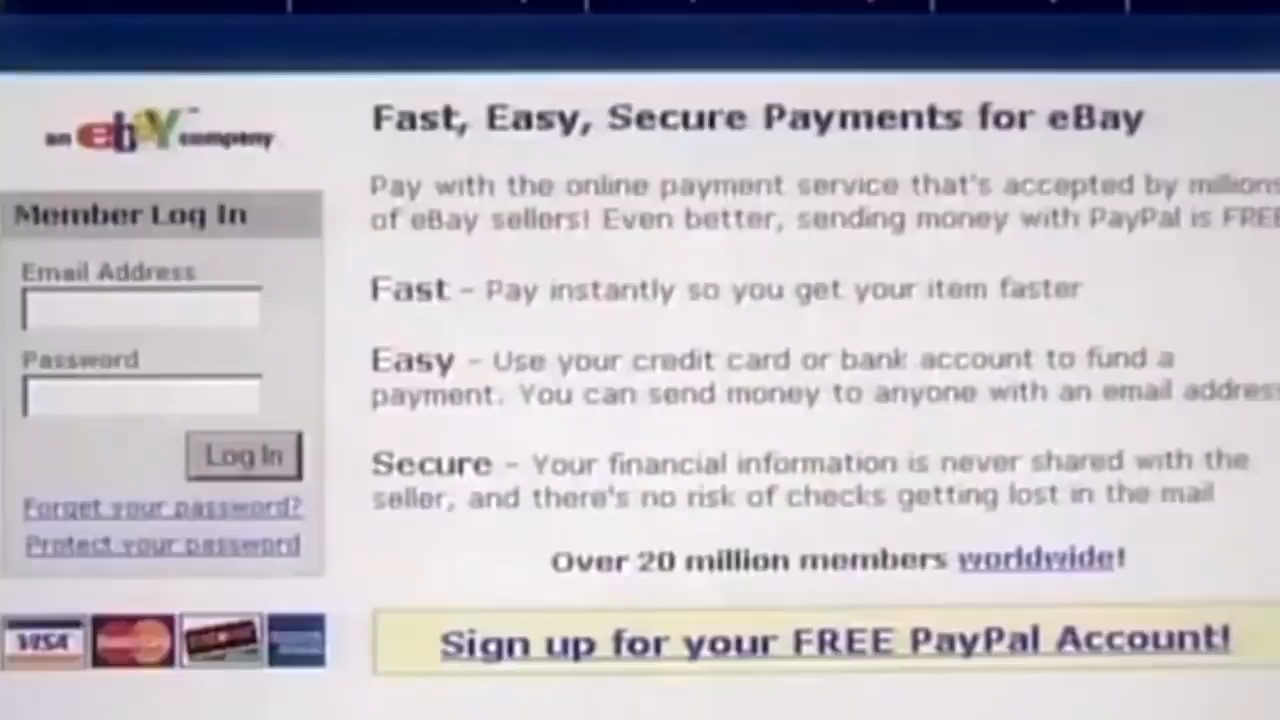 an ebaY™ company
Member Log In
Email Address
Password
Log In
Forget your password?
Protect your password
VISA
Fast, Easy, Secure Payments for eBay
Pay with the online payment service that's accepted by millions
of eBay sellers! Even better, sending money with PayPal is FREE
Fast - Pay instantly so you get your item faster
Easy - Use your credit card or bank account to fund a
payment. You can send money to anyone with an email address
Secure - Your financial information is never shared with the
seller, and there's no risk of checks getting lost in the mail
Over 20 million members worldwide!
Sign up for your FREE PayPal Account!